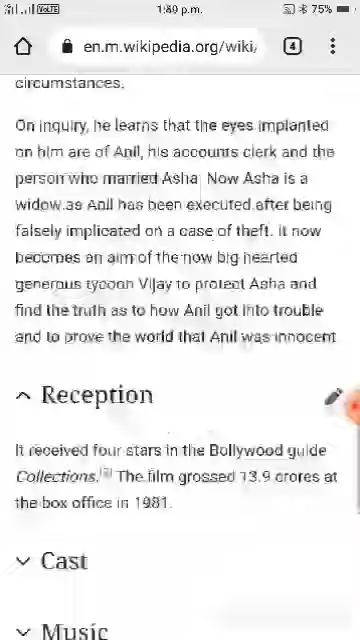 VoLTE 1:50 p.m. 75%
en.m.wikipedia.org/wiki/ 4
circumstances.
On inquiry, he learns that the eyes implanted
on him are of Anil, his accounts clerk and the
person who married Asha. Now Asha is a
widow as Anil has been executed after being
falsely implicated on a case of theft. It now
becomes an aim of the now big hearted
generous tycoon Vijay to protect Asha and
find the truth as to how Anil got into trouble
and to prove the world that Anil was innocent
Reception
It received four stars in the Bollywood guide
Collections. The film grossed 13.9 crores at
the box office in 1981.
Cast
Music